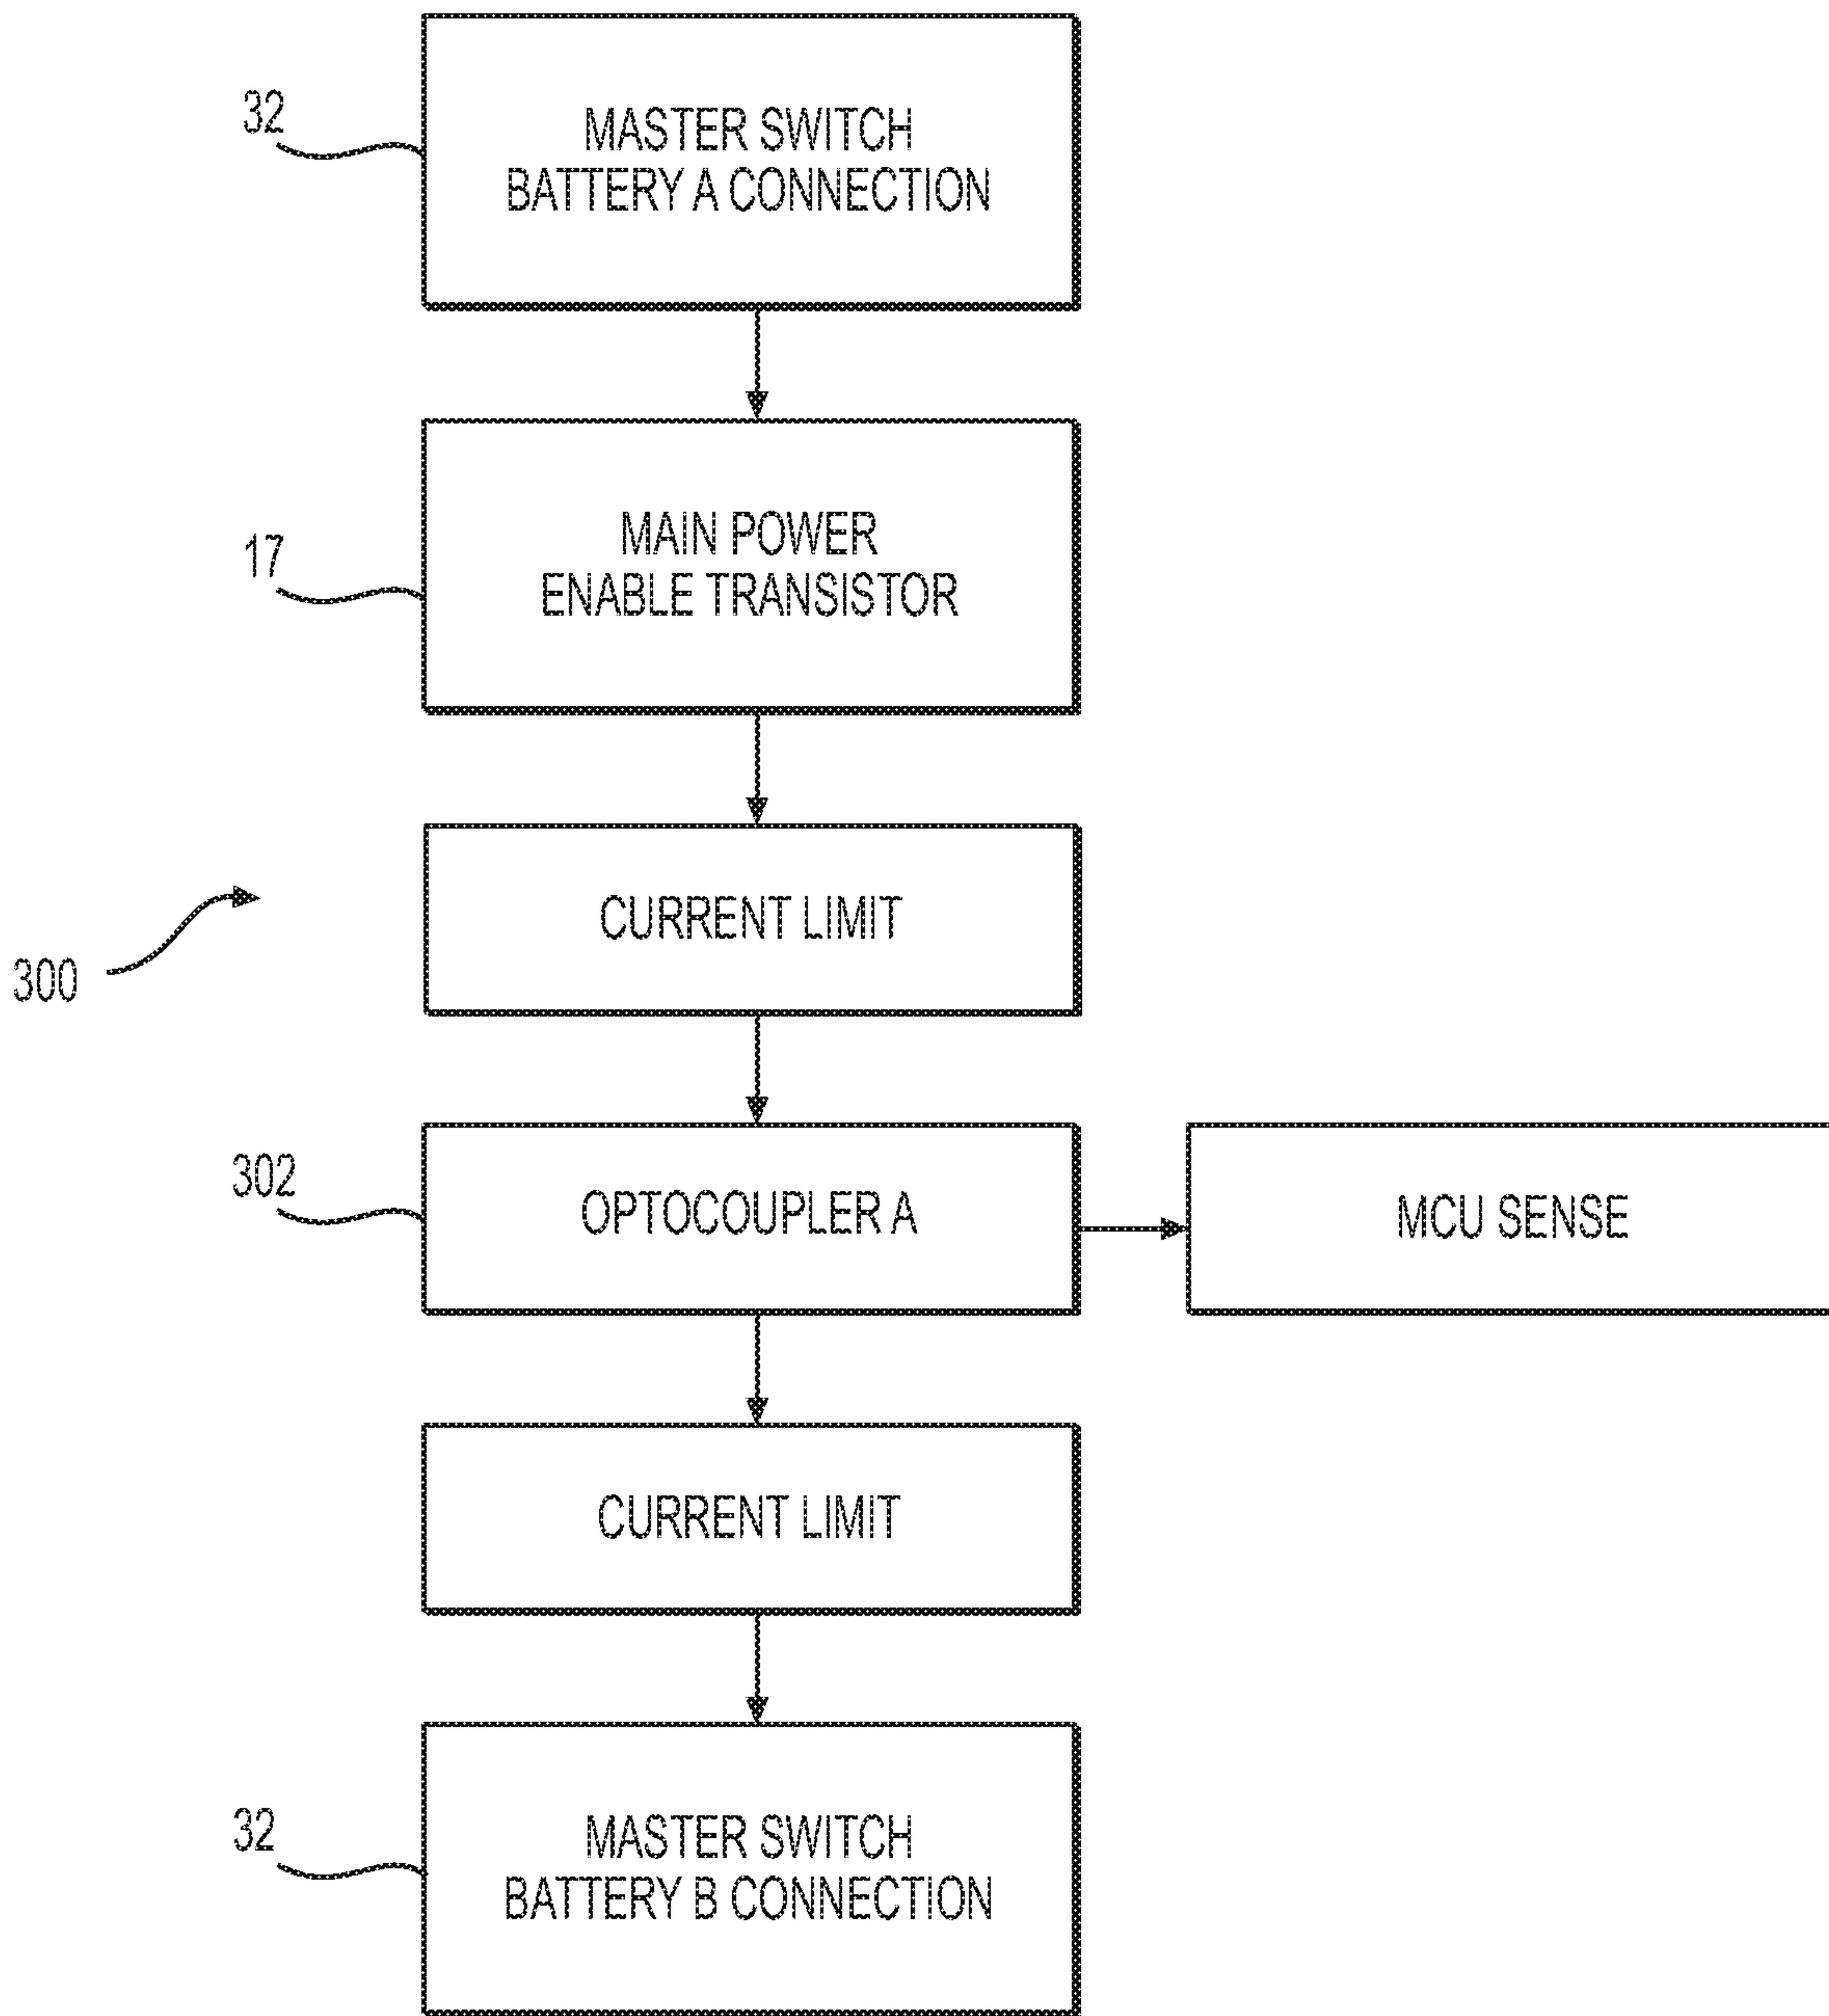 32
MASTER SWITCH
BATTERY A CONNECTION
17
MAIN POWER
ENABLE TRANSISTOR
300
CURRENT LIMIT
302
OPTOCOUPLER A
MCU SENSE
CURRENT LIMIT
32
MASTER SWITCH
BATTERY B CONNECTION